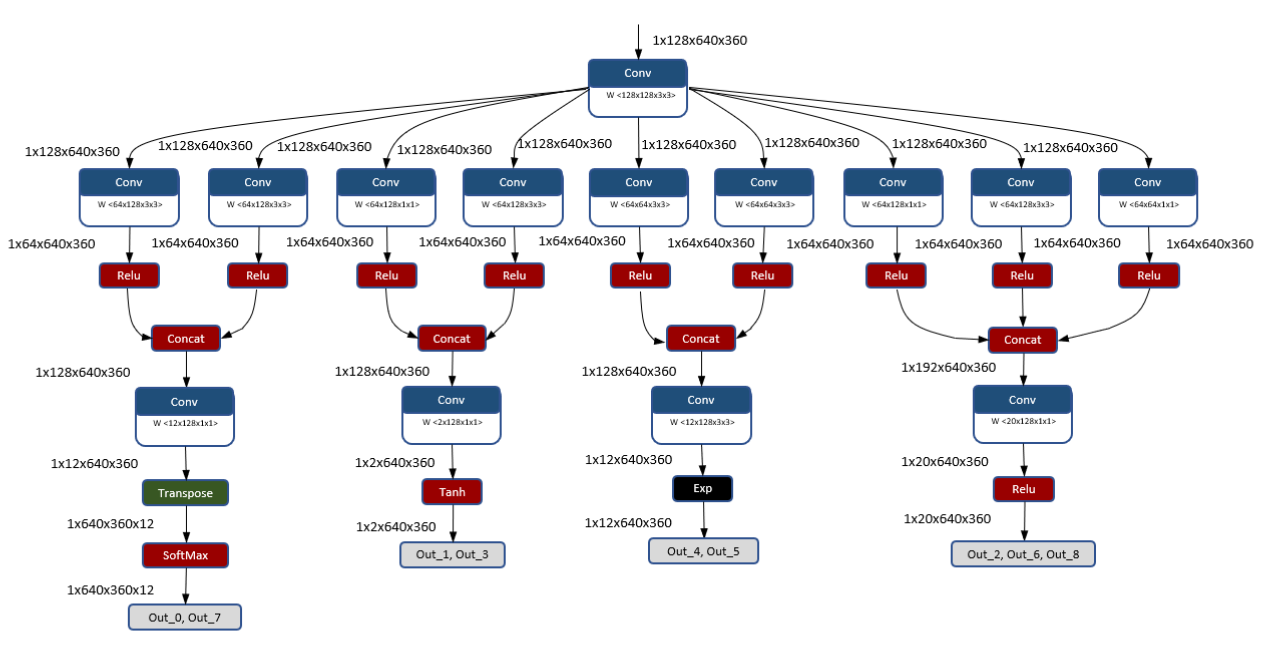 1x128x640x360
Conv
W <128x128x3x3>
1x128x640x360 1x128x640x360 1x128x640x360 1x128x640x360 1x128x640x360 1x128x640x360 1x128x640x360 1x128x640x360 1x128x640x360
Conv Conv Conv Conv Conv Conv Conv Conv Conv
W <64x128x3x3> W <64x128x3x3> W <64x128x1x1> W <64x128x3x3> W <64x64x3x3> W <64x64x3x3> W <64x128x1x1> W <64x128x3x3> W <64x64x1x1>
1x64x640x360 1x64x640x360 1x64x640x360 1x64x640x360 1x64x640x360 1x64x640x360 1x64x640x360 1x64x640x360 1x64x640x360 1x64x640x360
Relu Relu Relu Relu Relu Relu Relu Relu Relu
Concat Concat Concat Concat
1x128x640x360 1x128x640x360 1x128x640x360 1x192x640x360
Conv Conv Conv Conv
W <12x128x1x1> W <2x128x1x1> W <12x128x3x3> W <20x128x1x1>
1x12x640x360 1x2x640x360 1x12x640x360 1x20x640x360
Transpose Tanh Exp Relu
1x640x360x12 1x2x640x360 1x12x640x360 1x20x640x360
SoftMax Out_1, Out_3 Out_4, Out_5 Out_2, Out_6, Out_8
1x640x360x12
Out_0, Out_7